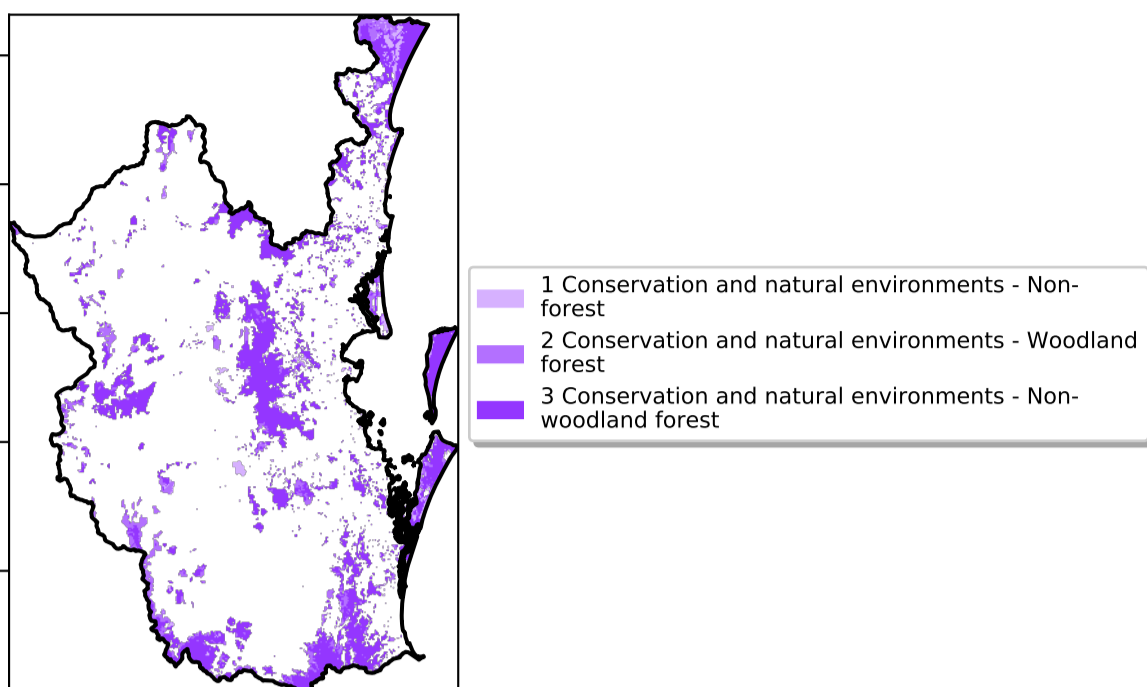 1 Conservation and natural environments - Non-
forest
2 Conservation and natural environments - Woodland
forest
3 Conservation and natural environments - Non-
woodland forest